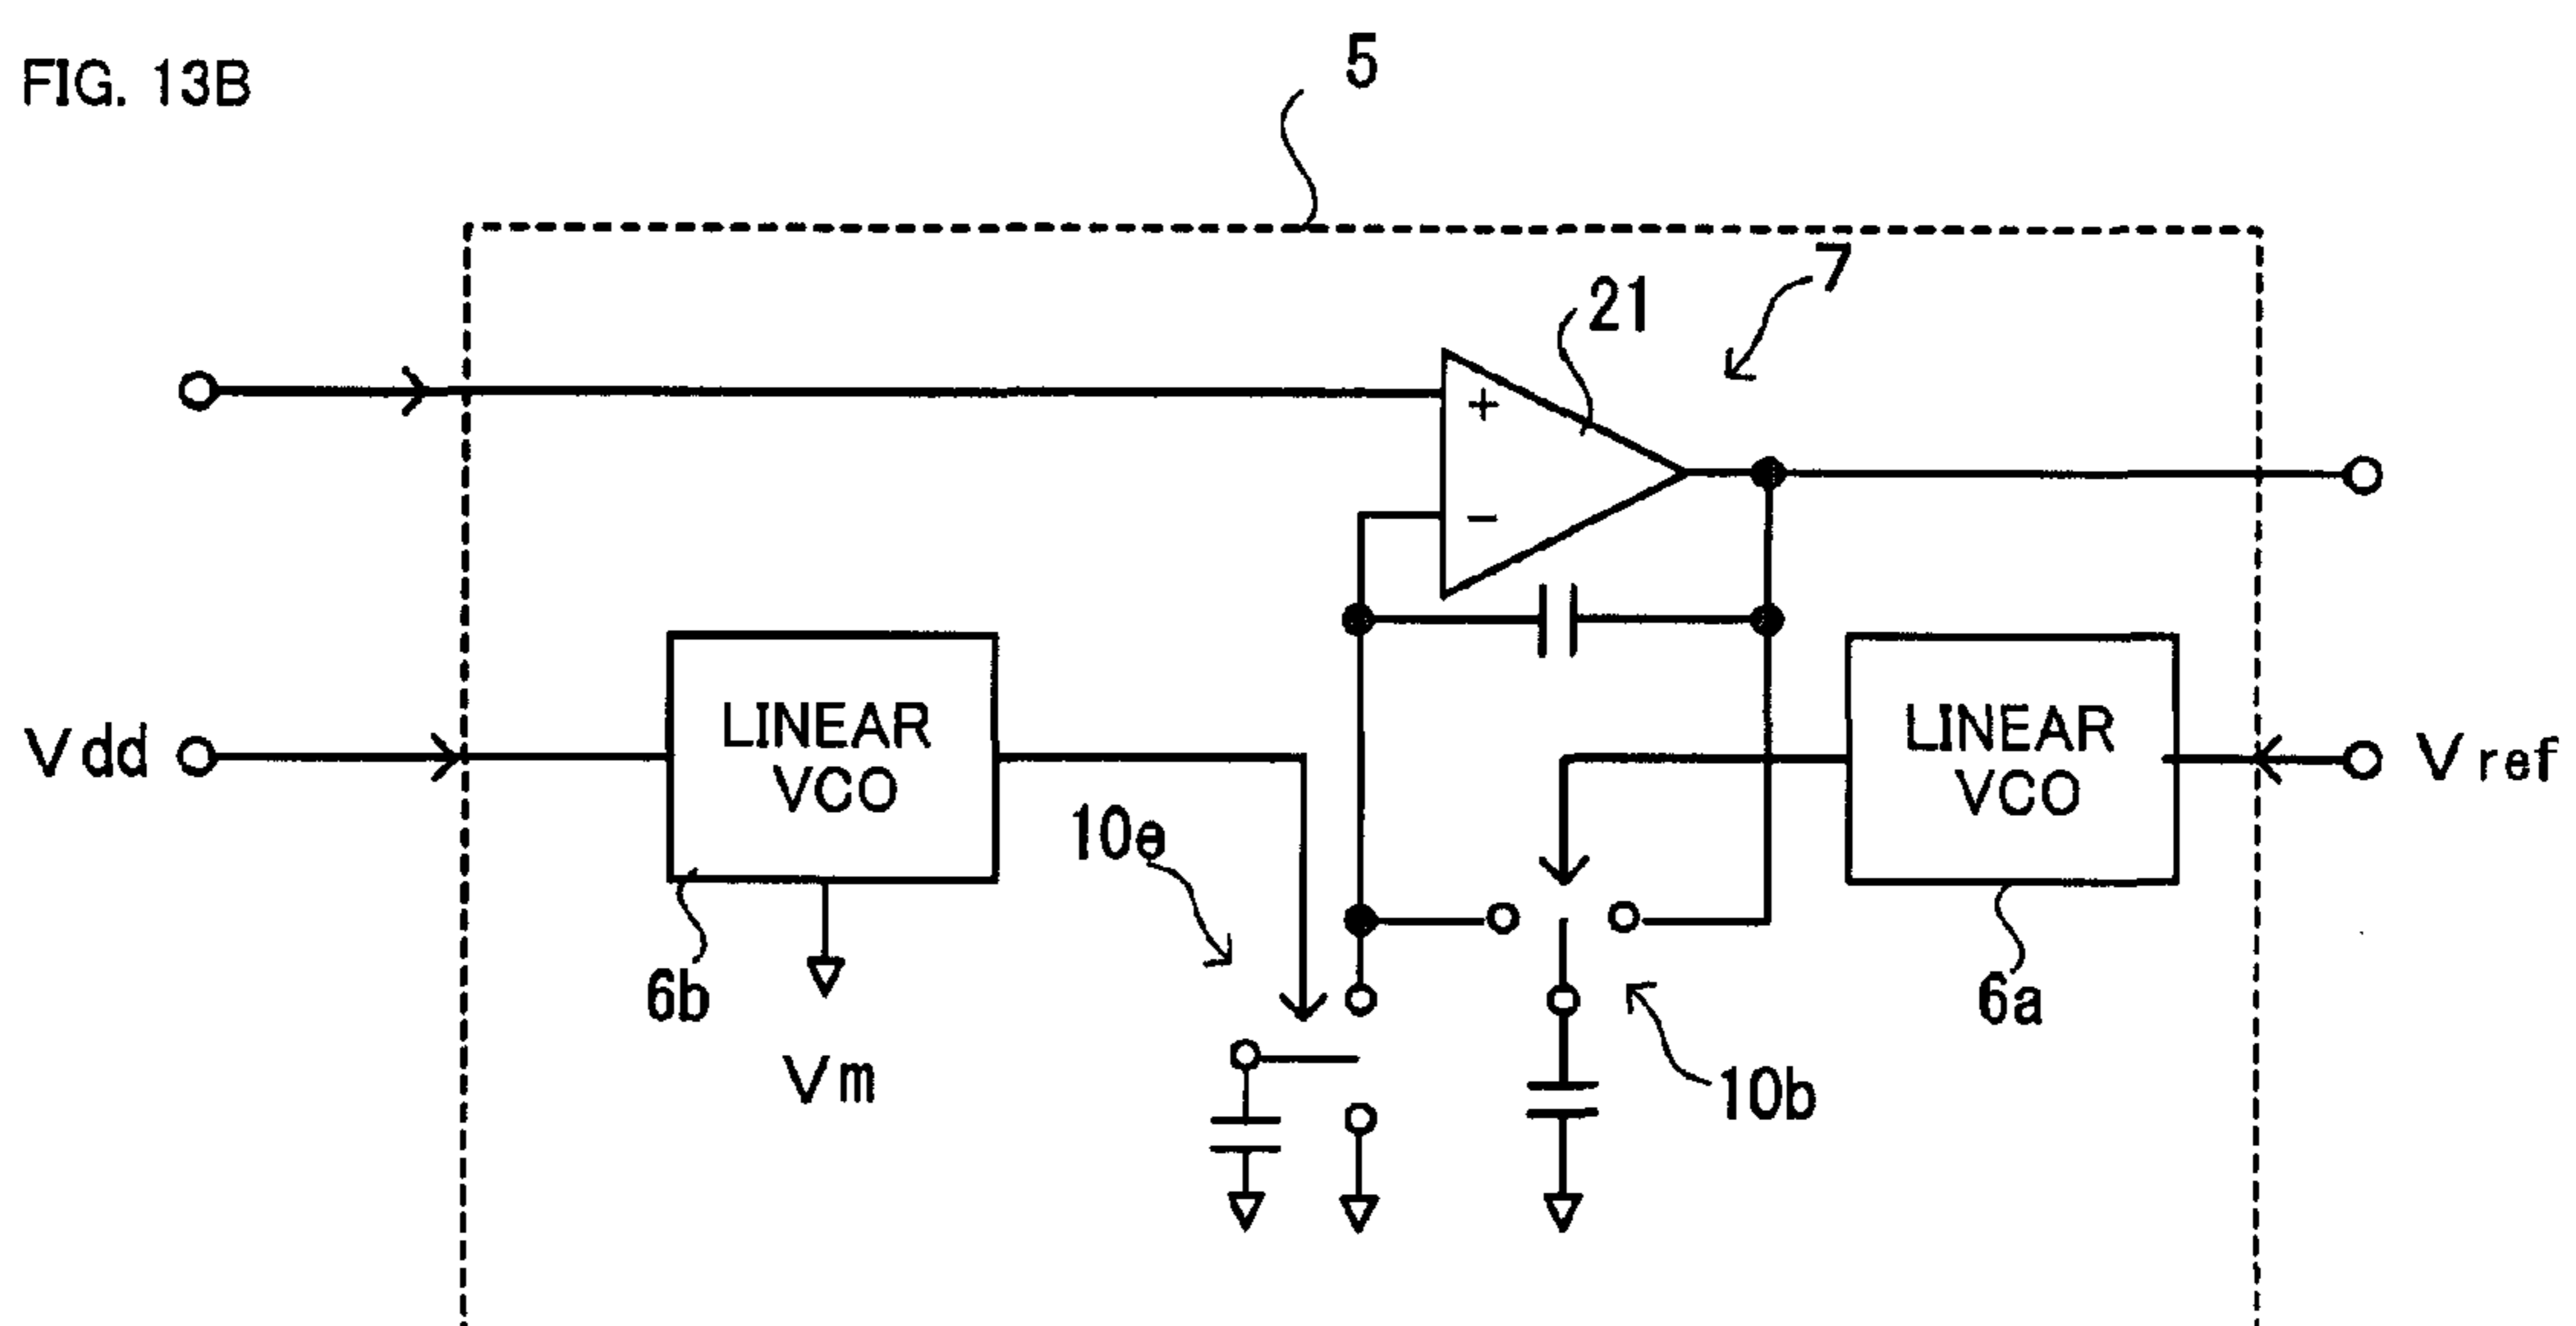 FIG. 13B
5
7
21
+
−
Vdd
LINEAR
VCO
LINEAR
VCO
Vref
10e
6b
6a
Vm
10b